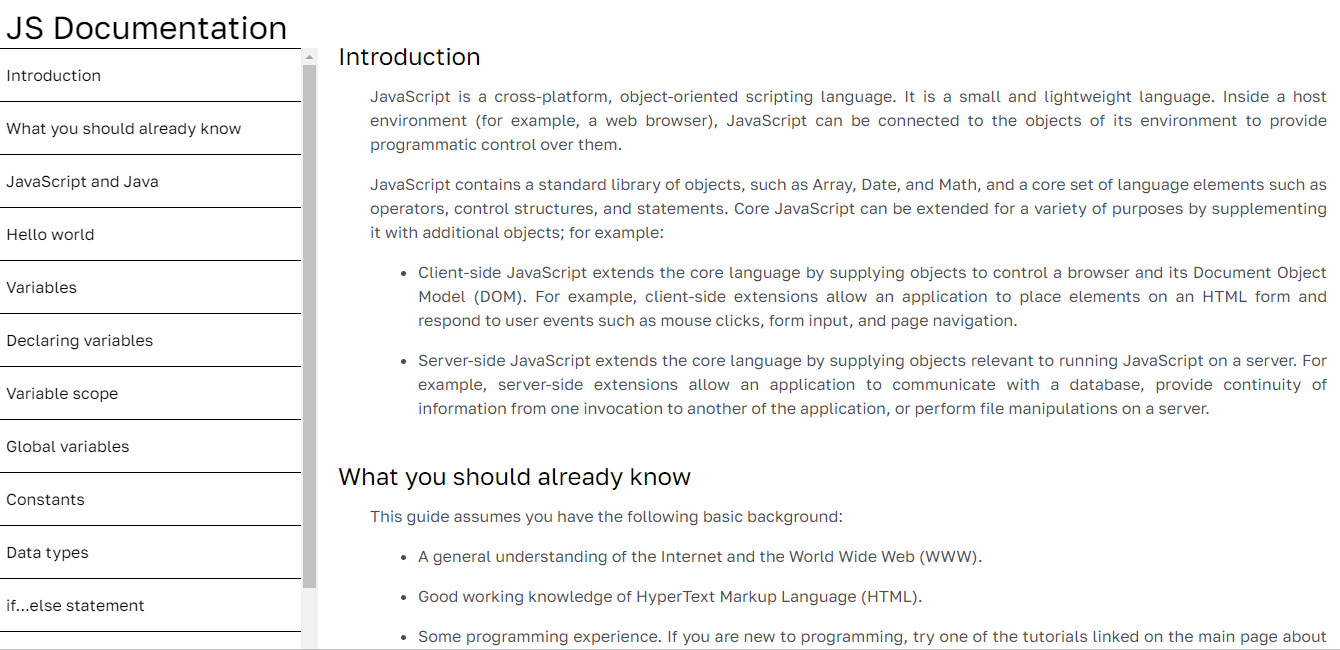 JS Documentation
Introduction
What you should already know
JavaScript and Java
Hello world
Variables
Declaring variables
Variable scope
Global variables
Constants
Data types
if...else statement
Introduction
JavaScript is a cross-platform, object-oriented scripting language. It is a small and lightweight language. Inside a host
environment (for example, a web browser), JavaScript can be connected to the objects of its environment to provide
programmatic control over them.
JavaScript contains a standard library of objects, such as Array, Date, and Math, and a core set of language elements such as
operators, control structures, and statements. Core JavaScript can be extended for a variety of purposes by supplementing
it with additional objects; for example:
• Client-side JavaScript extends the core language by supplying objects to control a browser and its Document Object
Model (DOM). For example, client-side extensions allow an application to place elements on an HTML form and
respond to user events such as mouse clicks, form input, and page navigation.
• Server-side JavaScript extends the core language by supplying objects relevant to running JavaScript on a server. For
example, server-side extensions allow an application to communicate with a database, provide continuity of
information from one invocation to another of the application, or perform file manipulations on a server.
What you should already know
This guide assumes you have the following basic background:
• A general understanding of the Internet and the World Wide Web (WWW).
• Good working knowledge of HyperText Markup Language (HTML).
• Some programming experience. If you are new to programming, try one of the tutorials linked on the main page about